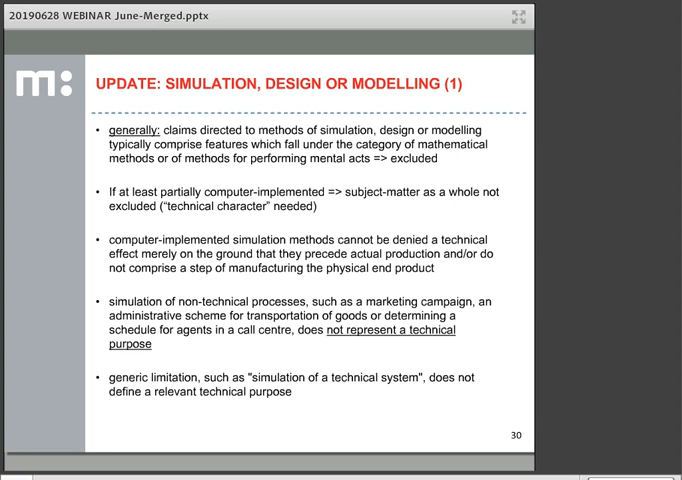 20190628 WEBINAR June-Merged.pptx
m:
UPDATE: SIMULATION, DESIGN OR MODELLING (1)
• generally: claims directed to methods of simulation, design or modelling
typically comprise features which fall under the category of mathematical
methods or of methods for performing mental acts => excluded
• If at least partially computer-implemented => subject-matter as a whole not
excluded ("technical character" needed)
• computer-implemented simulation methods cannot be denied a technical
effect merely on the ground that they precede actual production and/or do
not comprise a step of manufacturing the physical end product
• simulation of non-technical processes, such as a marketing campaign, an
administrative scheme for transportation of goods or determining a
schedule for agents in a call centre, does not represent a technical
purpose
• generic limitation, such as "simulation of a technical system", does not
define a relevant technical purpose
30